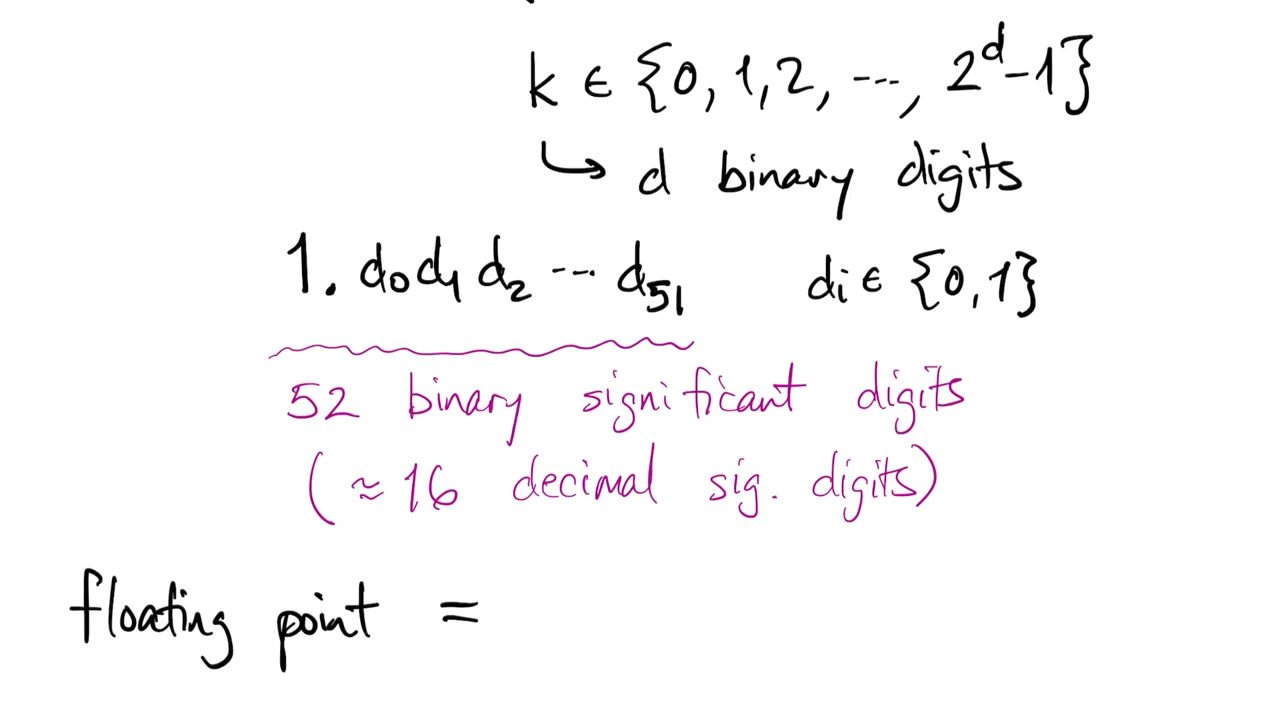 k ∈ {0, 1, 2, ..., 2^d-1}
↳ d binary digits
1. d₀d₁d₂ ... d₅₁ di ∈ {0,1}
52 binary significant digits
(≈16 decimal sig. digits)
floating point =